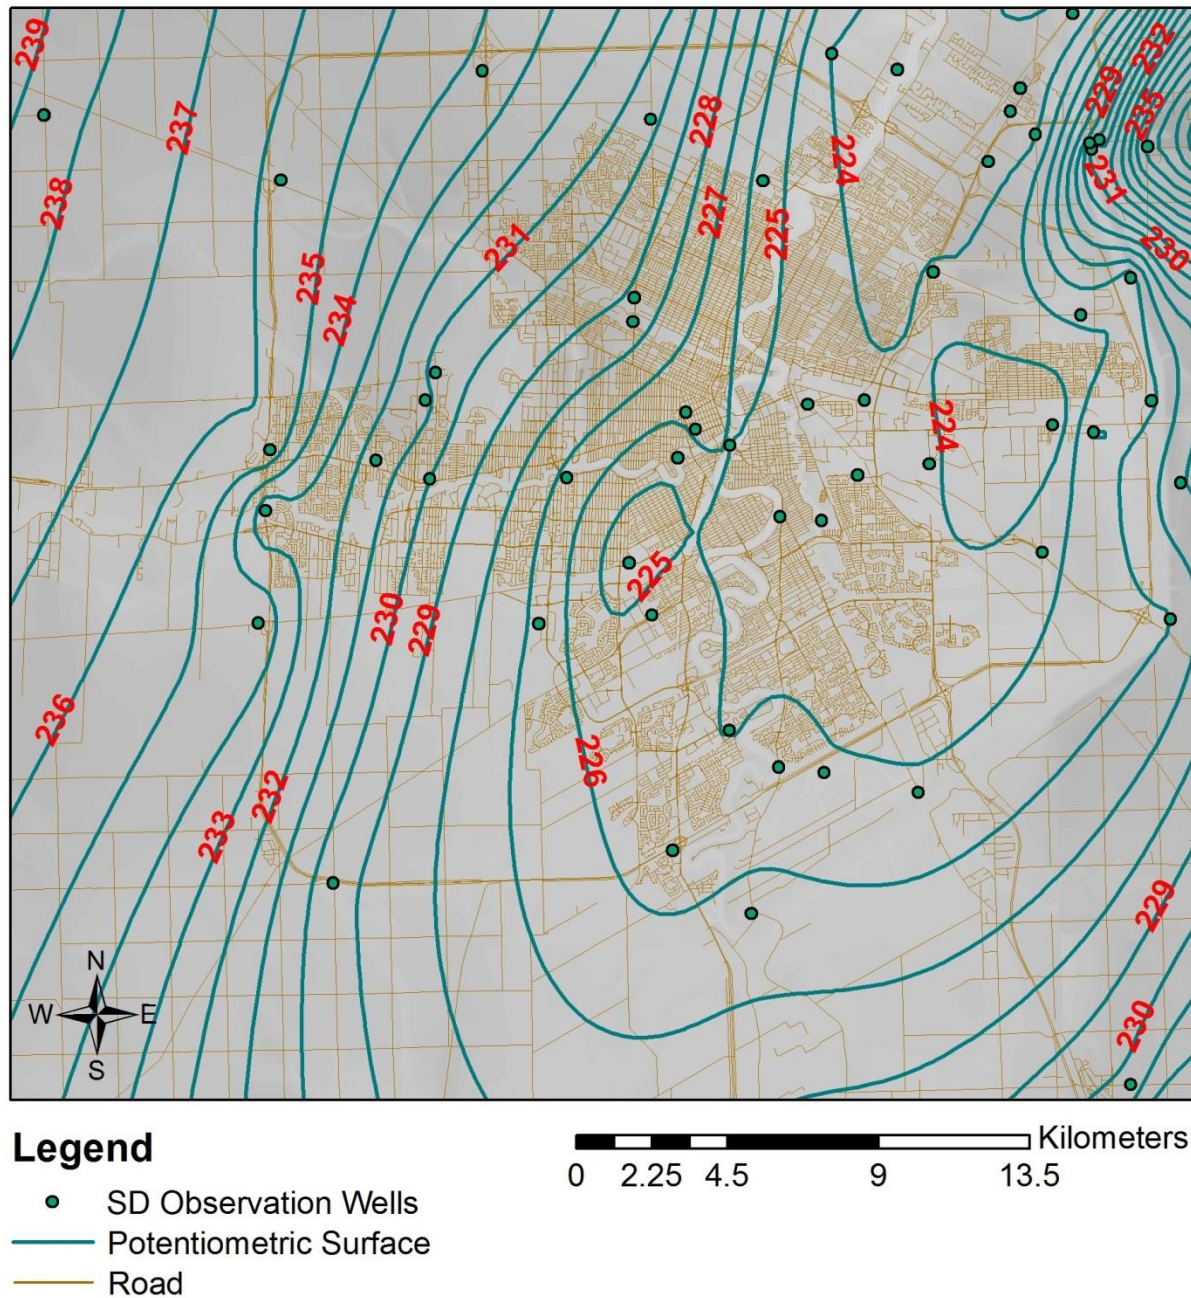 239
232
229
235
237
228
224
231
238
227
225
231
230
235
234
224
225
230
229
236
226
232
233
229
230
N
W E
S
Legend
Kilometers
0 2.25 4.5 9 13.5
SD Observation Wells
Potentiometric Surface
Road